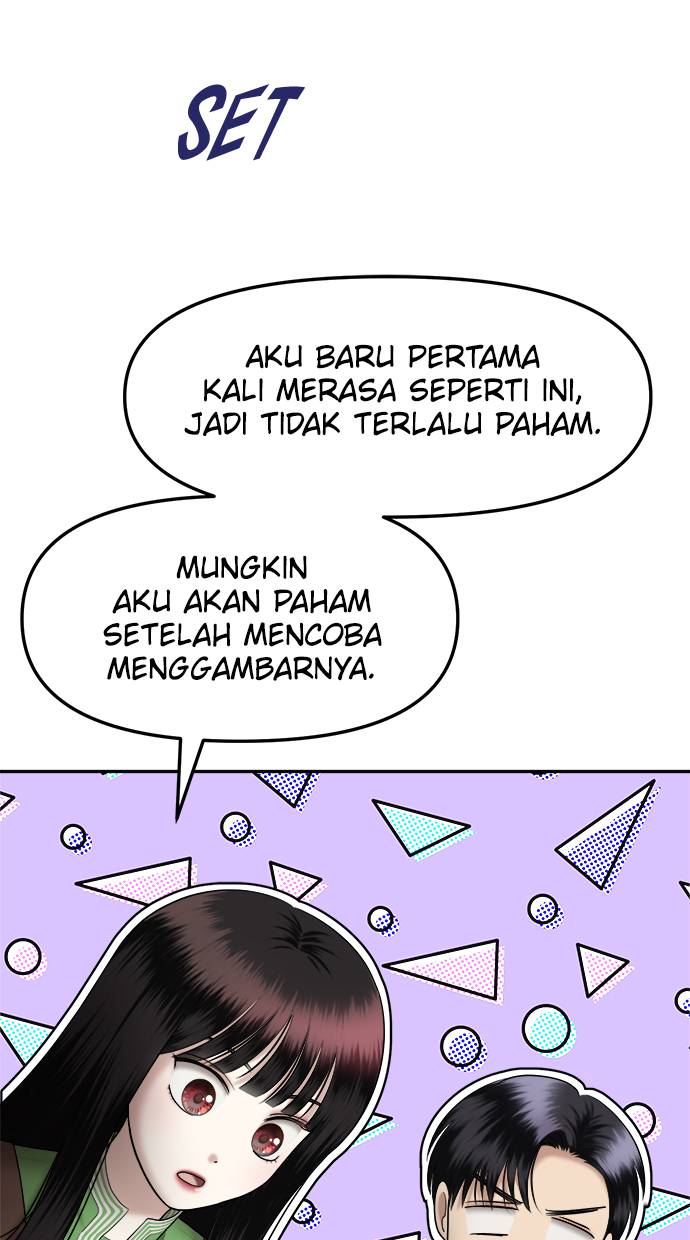 SET
AKU BARU PERTAMA
KALI MERASA SEPERTI INI,
JADI TIDAK TERLALU PAHAM.
MUNGKIN
AKU AKAN PAHAM
SETELAH MENCOBA
MENGGAMBARNYA.